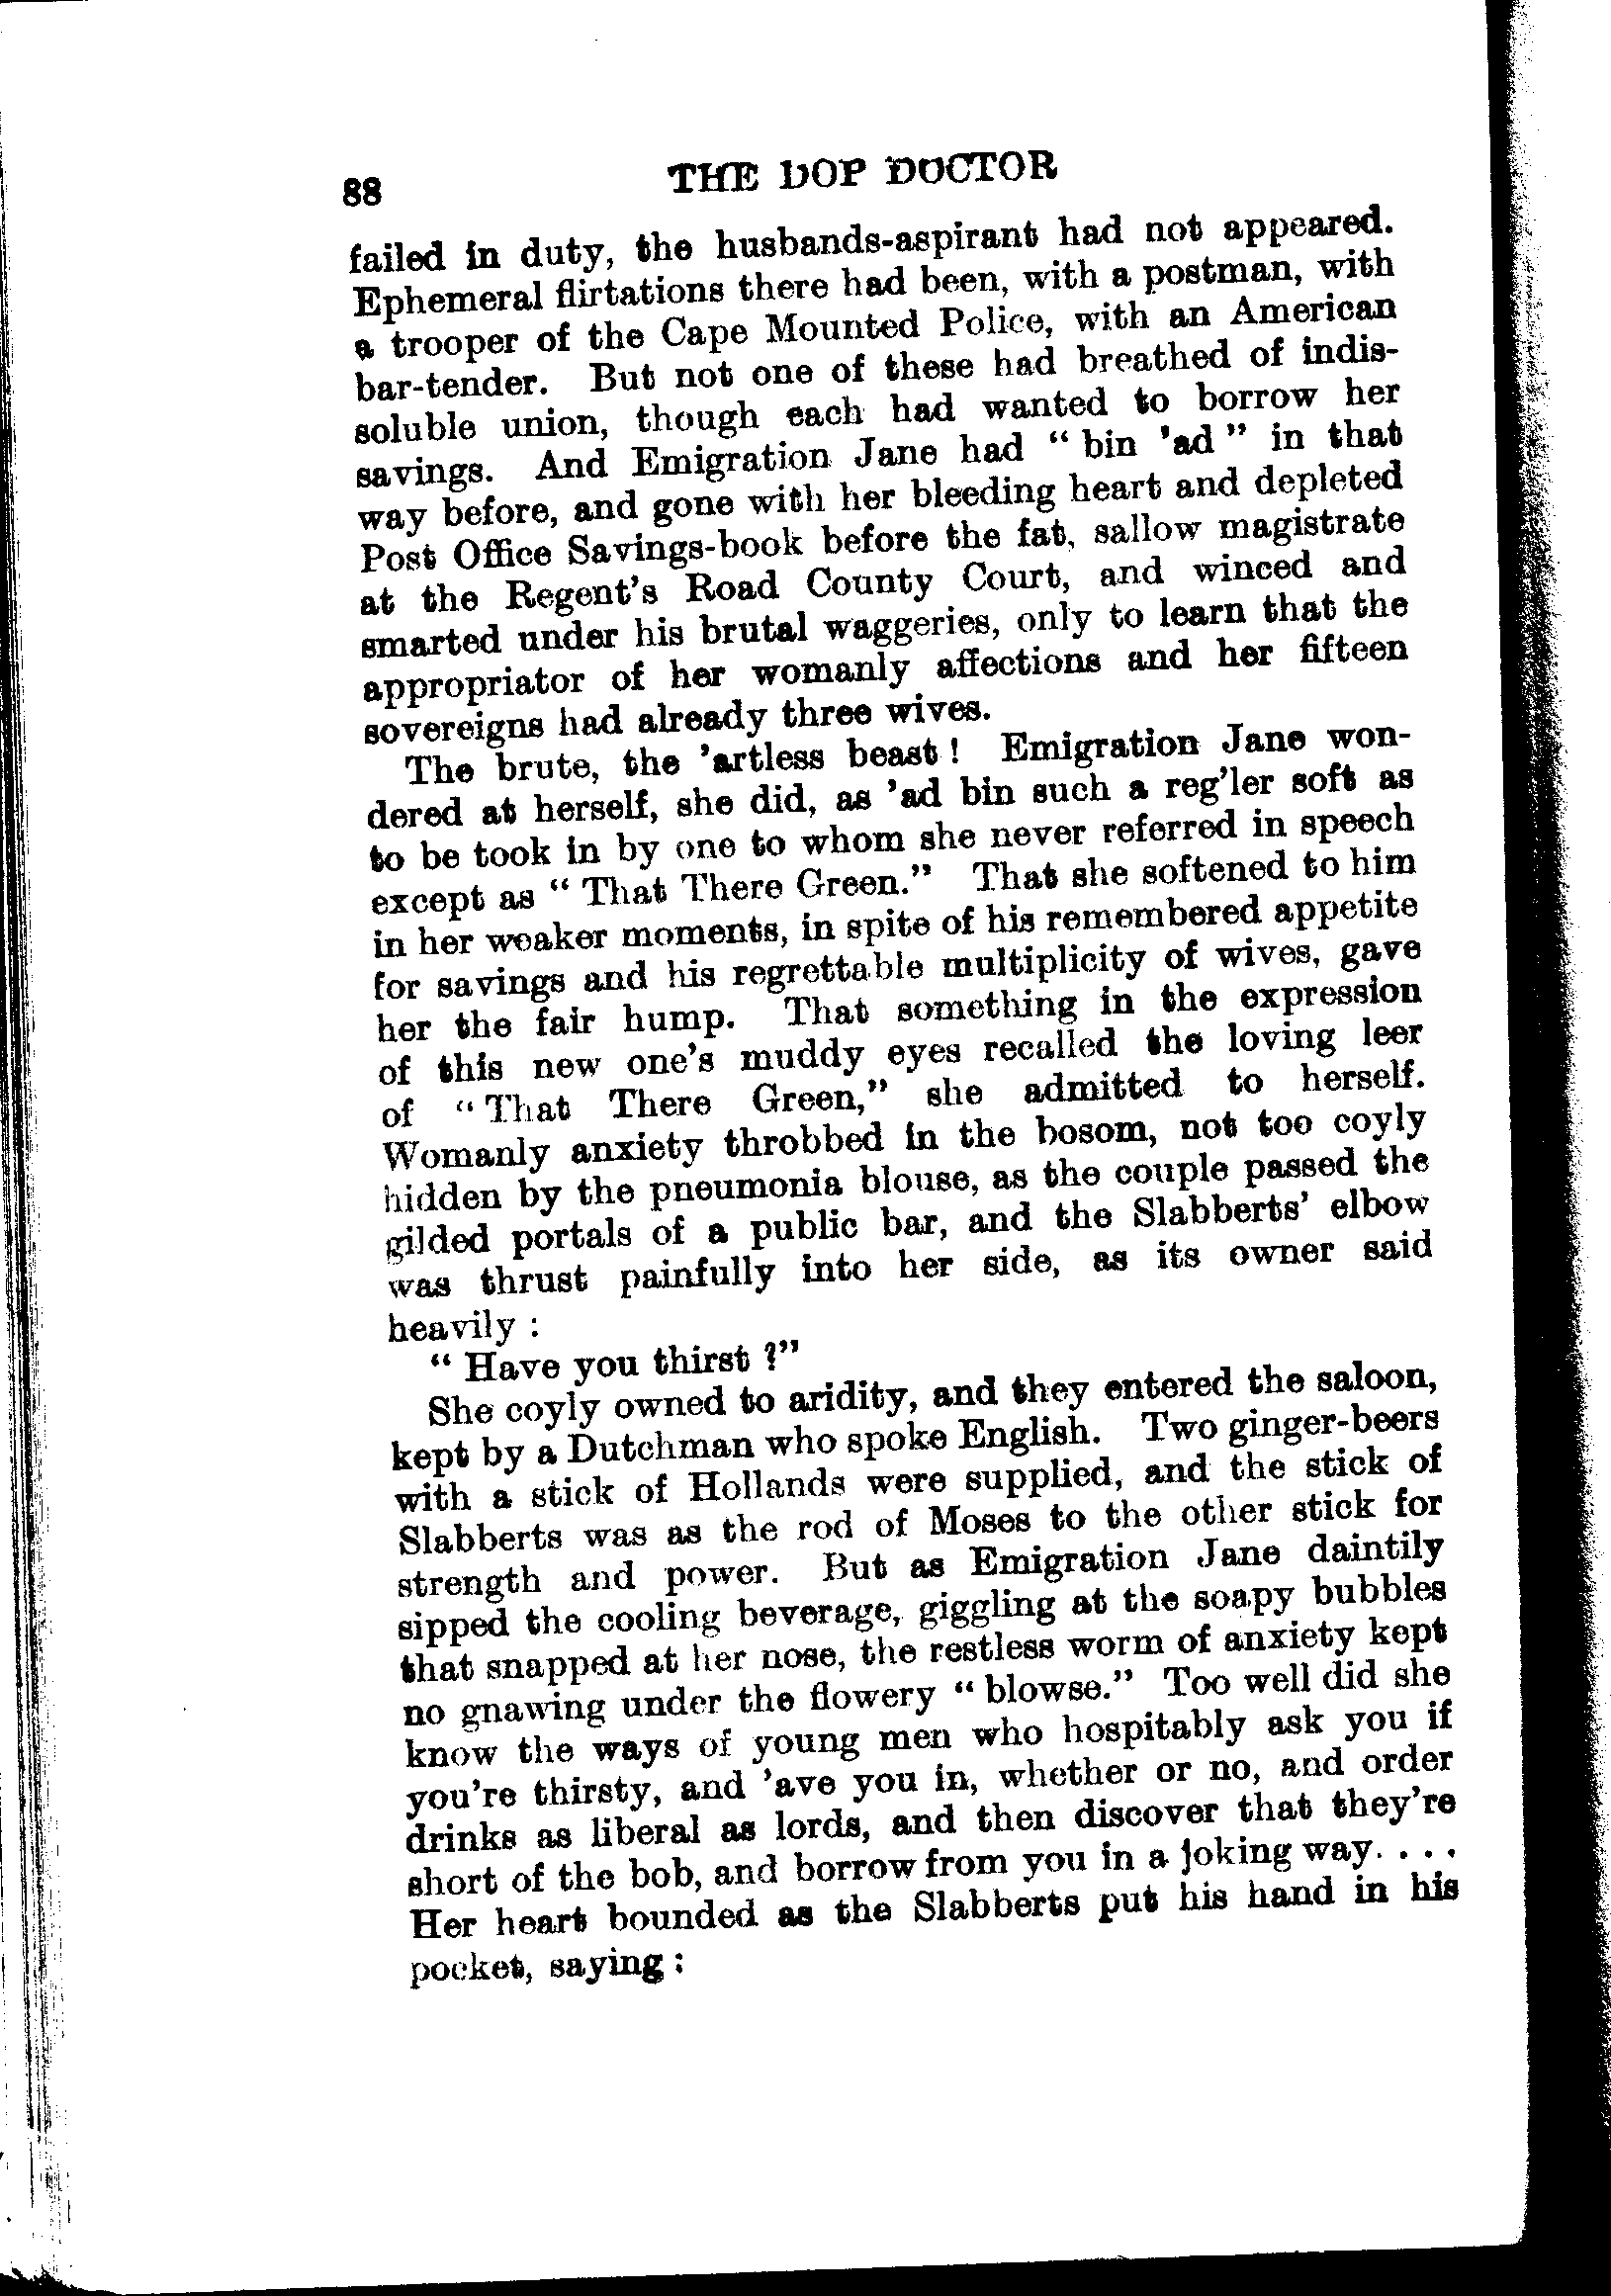 88 THE DOP DOCTOR
failed in duty, the husbands-aspirant had not appeared.
Ephemeral flirtations there had been, with a postman, with
a trooper of the Cape Mounted Police, with an American
bar-tender. But not one of these had breathed of indis-
soluble union, though each had wanted to borrow her
savings. And Emigration Jane had " bin 'ad " in that
way before, and gone with her bleeding heart and depleted
Post Office Savings-book before the fat, sallow magistrate
at the Regent's Road County Court, and winced and
smarted under his brutal waggeries, only to learn that the
appropriator of her womanly affections and her fifteen
sovereigns had already three wives.
The brute, the 'artless beast ! Emigration Jane won-
dered at herself, she did, as 'ad bin such a reg'ler soft as
to be took in by one to whom she never referred in speech
except as " That There Green." That she softened to him
in her weaker moments, in spite of his remembered appetite
for savings and his regrettable multiplicity of wives, gave
her the fair hump. That something in the expression
of this new one's muddy eyes recalled the loving leer
of " That There Green," she admitted to herself.
Womanly anxiety throbbed in the bosom, not too coyly
hidden by the pneumonia blouse, as the couple passed the
gilded portals of a public bar, and the Slabberts' elbow
was thrust painfully into her side, as its owner said
heavily :
" Have you thirst ?"
She coyly owned to aridity, and they entered the saloon,
kept by a Dutchman who spoke English. Two ginger-beers
with a stick of Hollands were supplied, and the stick of
Slabberts was as the rod of Moses to the other stick for
strength and power. But as Emigration Jane daintily
sipped the cooling beverage, giggling at the soapy bubbles
that snapped at her nose, the restless worm of anxiety kept
no gnawing under the flowery " blowse." Too well did she
know the ways of young men who hospitably ask you if
you're thirsty, and 'ave you in, whether or no, and order
drinks as liberal as lords, and then discover that they're
short of the bob, and borrow from you in a joking way. . . .
Her heart bounded as the Slabberts put his hand in his
pocket, saying :